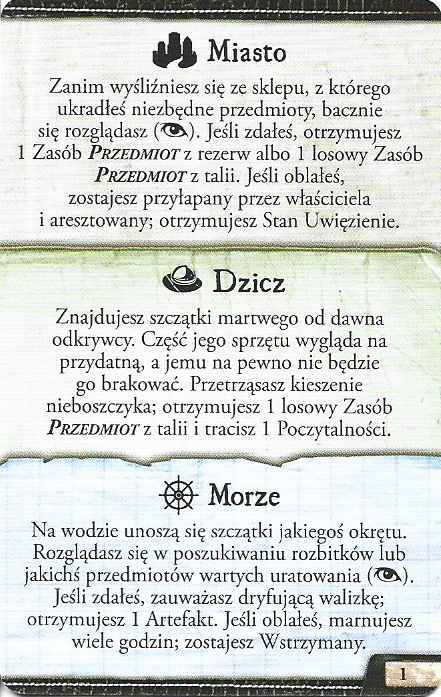 Miasto
Zanim wyśliźniesz się ze sklepu, z którego
ukradłeś niezbędne przedmioty, bacznie
się rozglądasz (). Jeśli zdałeś, otrzymujesz
1 Zasób PRZEDMIOT z rezerw albo 1 losowy Zasób
PRZEDMIOT z talii. Jeśli oblałeś,
zostajesz przyłapany przez właściciela
i aresztowany; otrzymujesz Stan Uwięzienie.
Dzicz
Znajdujesz szczątki martwego od dawna
odkrywcy. Część jego sprzętu wygląda na
przydatną, a jemu na pewno nie będzie
go brakować. Przetrząsasz kieszenie
nieboszczyka; otrzymujesz 1 losowy Zasób
PRZEDMIOT z talii i tracisz 1 Poczytalności.
Morze
Na wodzie unoszą się szczątki jakiegoś okrętu.
Rozglądasz się w poszukiwaniu rozbitków lub
jakichś przedmiotów wartych uratowania ().
Jeśli zdałeś, zauważasz dryfującą walizkę;
otrzymujesz 1 Artefakt. Jeśli oblałeś, marnujesz
wiele godzin; zostajesz Wstrzymany.
1